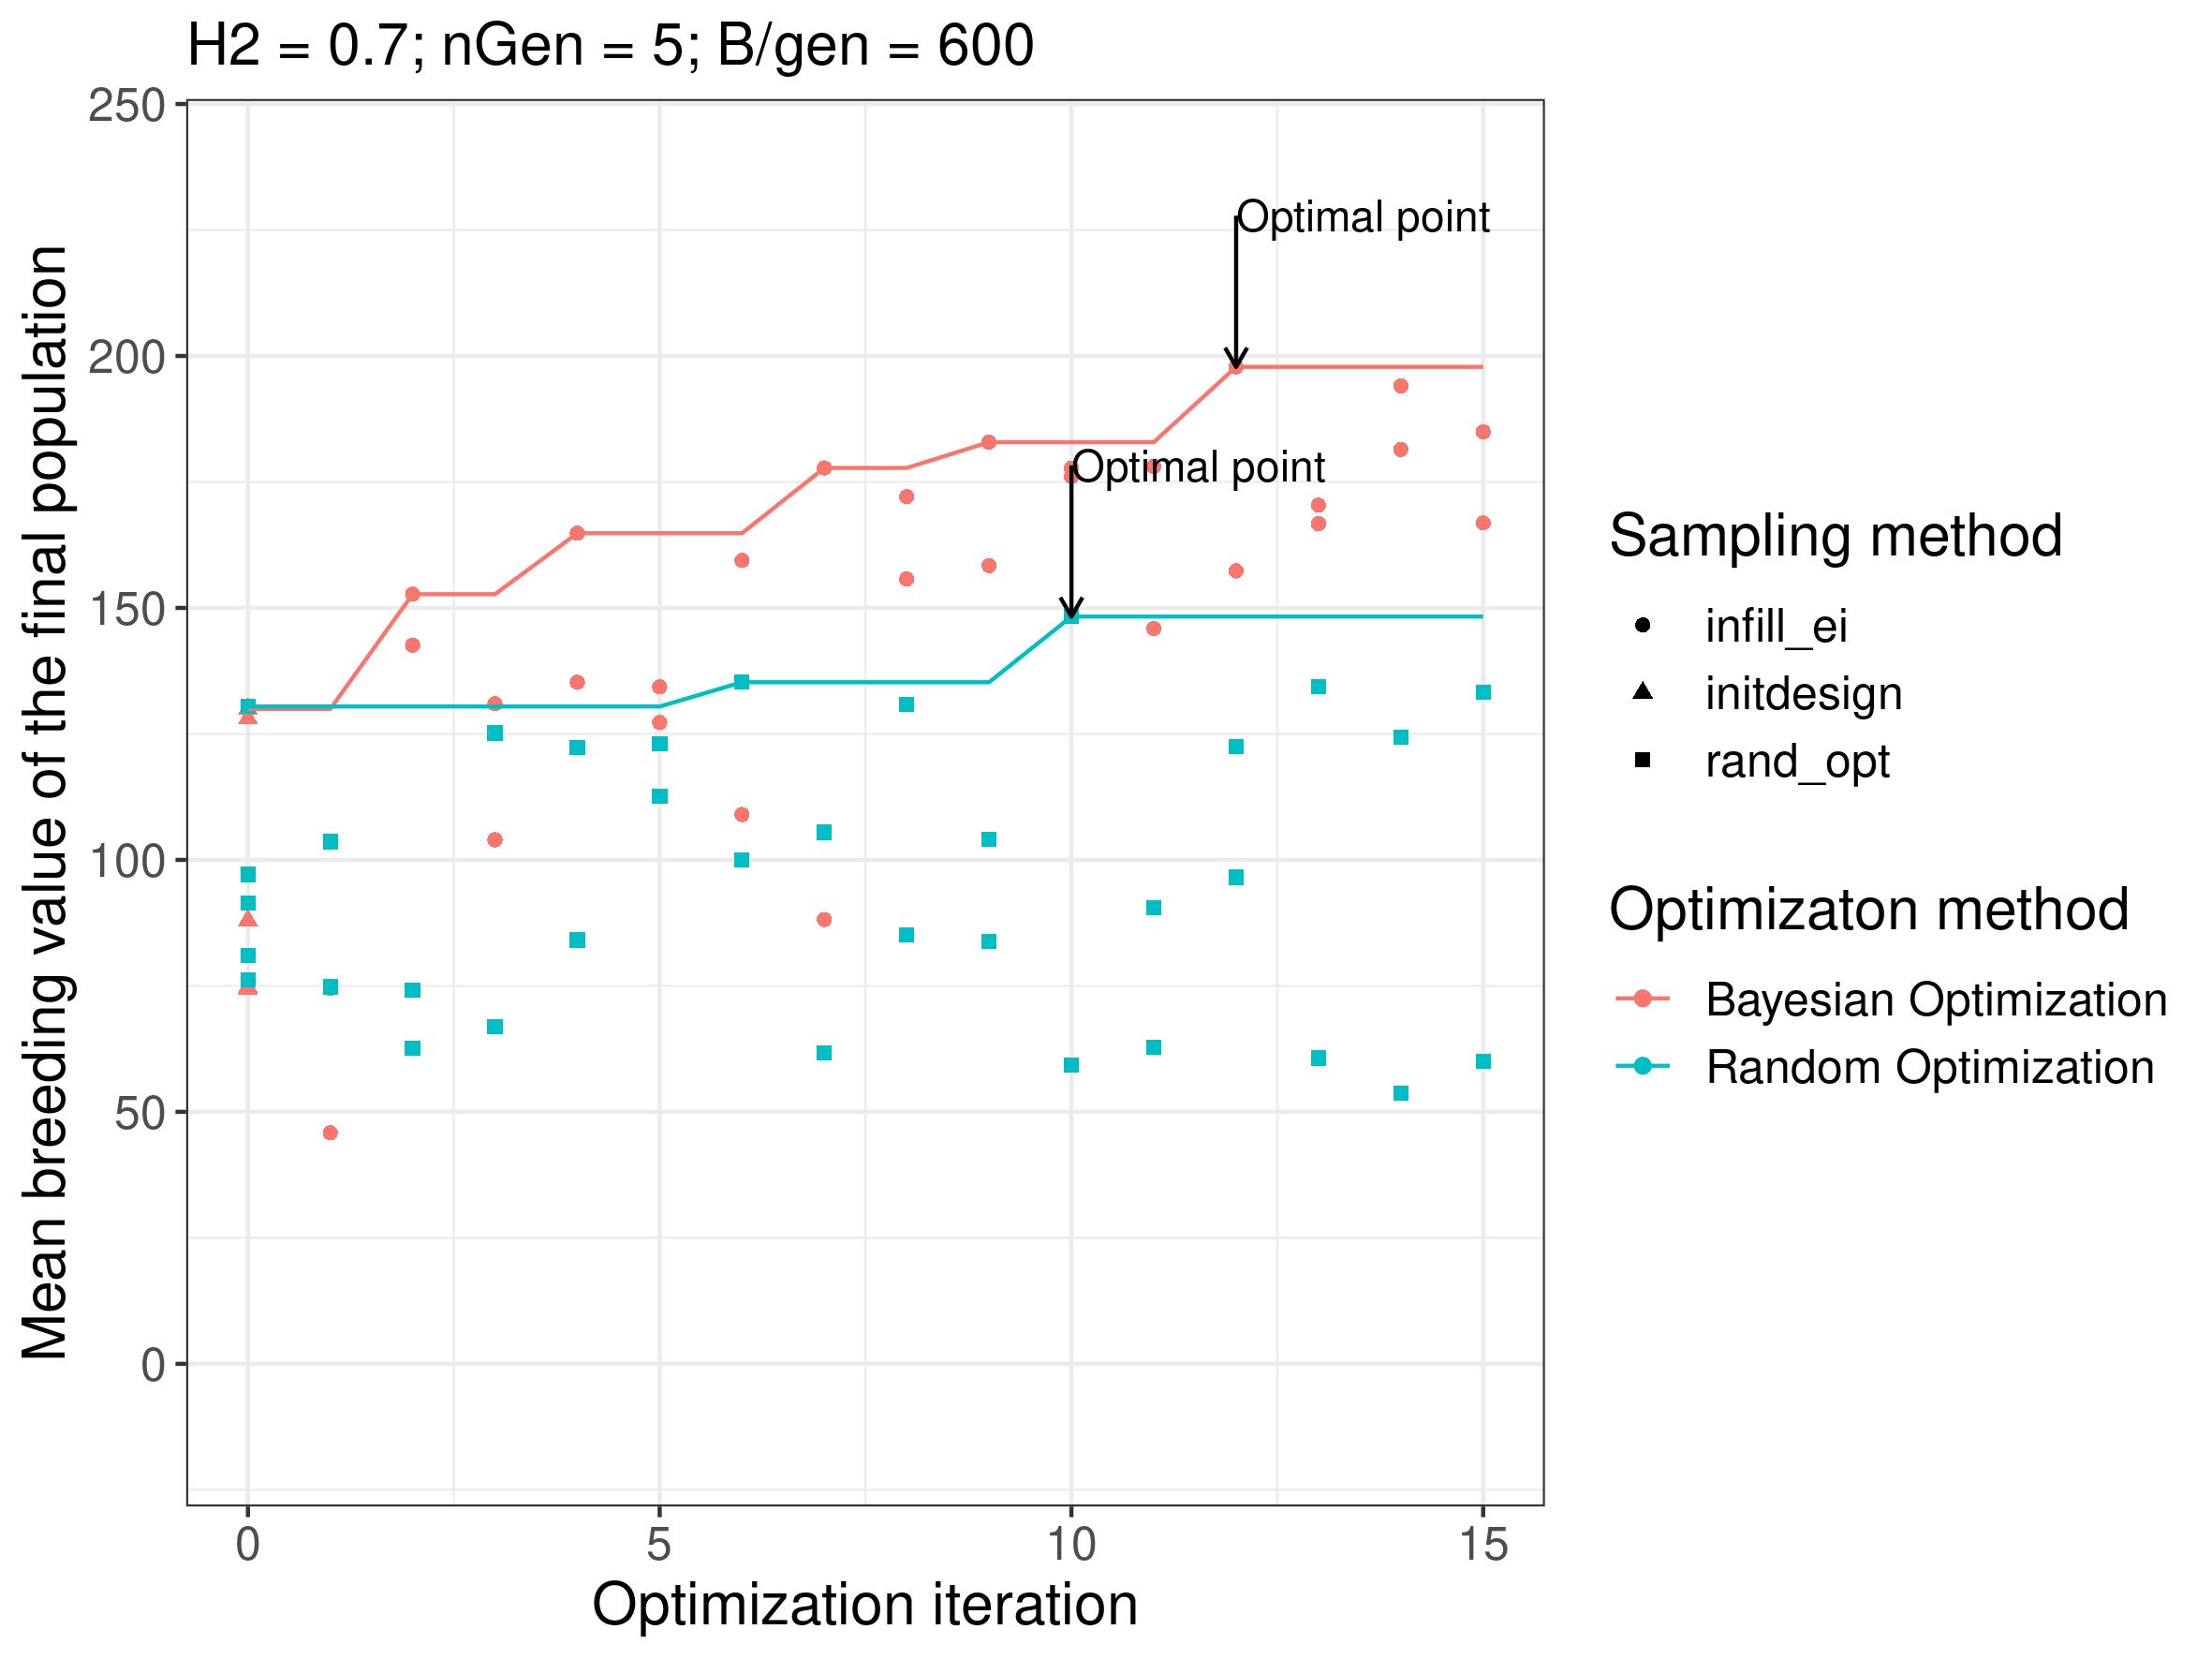 H2 = 0.7; nGen = 5; B/gen = 600
Mean breeding value of the final population
250
200
150
100
50
0
Optimal point
Optimal point
0 5 10 15
Optimization iteration
Sampling method
infill_ei
initdesign
rand_opt
Optimizaton method
Bayesian Optimization
Random Optimization